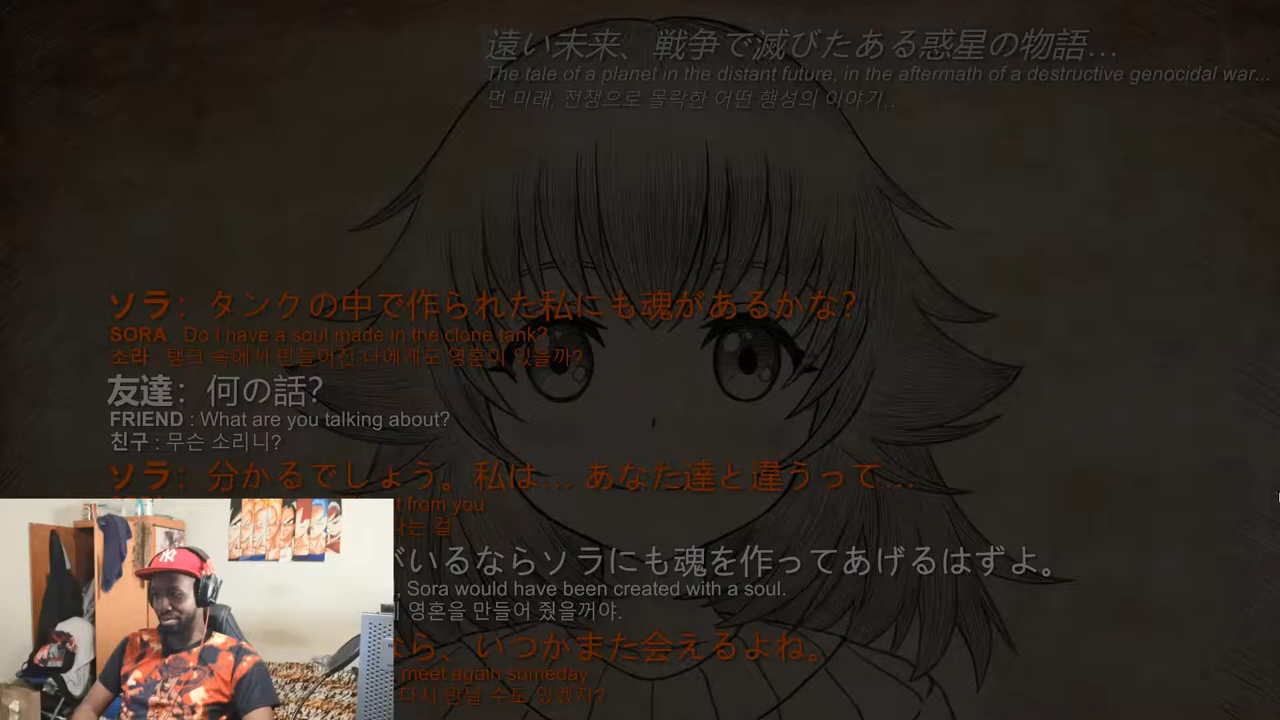 遠い未来、戦争で滅びたある惑星の物語...
The tale of a planet in the distant future, in the aftermath of a destructive genocidal war...
먼 미래, 전쟁으로 몰락한 어떤 행성의 이야기..
ソラ： タンクの中で作られた私にも魂があるかな?
SORA : Do I have a soul made in the clone tank?
소라 : 탱크 속에서 만들어진 나에게도 영혼이 있을까?
友達： 何の話?
FRIEND : What are you talking about?
친구 : 무슨 소리니?
ソラ： 分かるでしょう。私は... あなた達と違うって...
from you
라는 걸
がいるならソラにも魂を作ってあげるはずよ。
, Sora would have been created with a soul.
영혼을 만들어 줬을꺼야.
なら、いつかまた会えるよね。
meet again someday
다시 만날 수도 있겠지?
NY